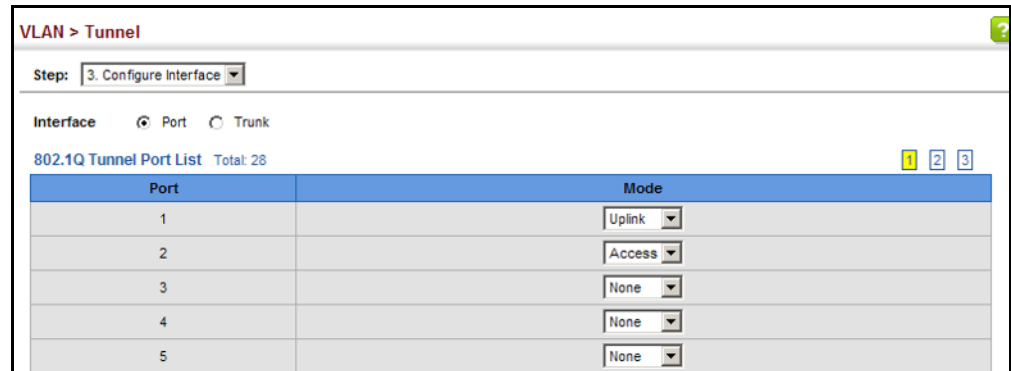 VLAN > Tunnel
?
Step: 3. Configure Interface
Interface Port Trunk
802.1Q Tunnel Port List Total: 28 1 2 3
Port Mode
1 Uplink
2 Access
3 None
4 None
5 None